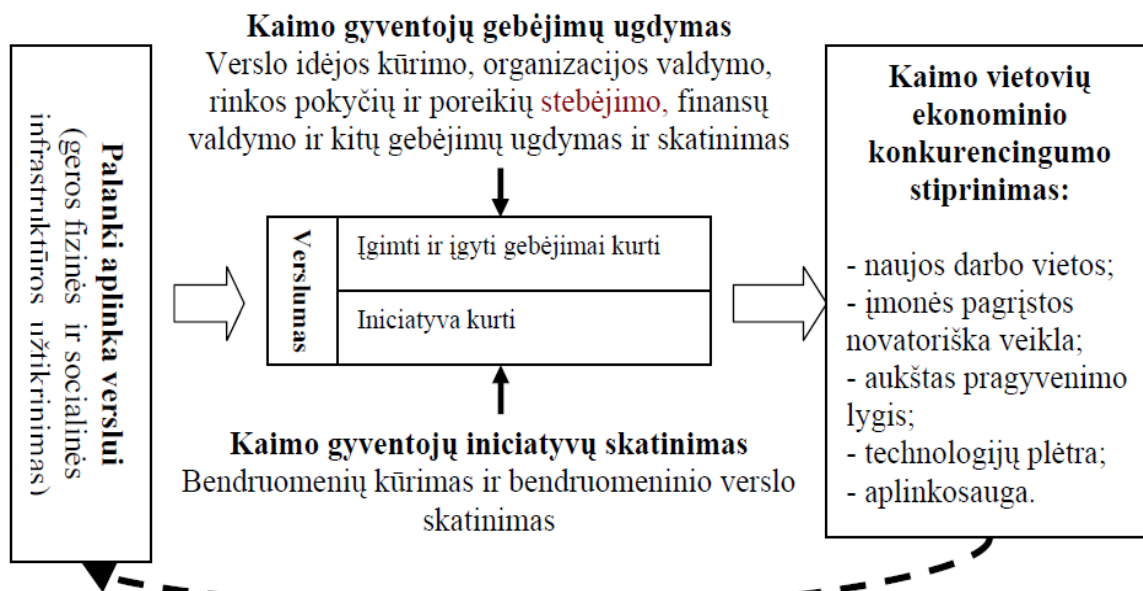 Kaimo gyventojų gebėjimų ugdymas
Verslo idėjos kūrimo, organizacijos valdymo,
rinkos pokyčių ir poreikių stebėjimo, finansų
valdymo ir kitų gebėjimų ugdymas ir skatinimas
Palanki aplinka verslui
(geros fizinės ir socialinės
infrastruktūros užtikrinimas)
Verslumas
Įgimti ir įgyti gebėjimai kurti
Iniciatyva kurti
Kaimo gyventojų iniciatyvų skatinimas
Bendruomenių kūrimas ir bendruomeninio verslo
skatinimas
Kaimo vietovių
ekonominio
konkurencingumo
stiprinimas:
- naujos darbo vietos;
- įmonės pagrįstos
novatoriška veikla;
- aukštas pragyvenimo
lygis;
- technologijų plėtra;
- aplinkosauga.